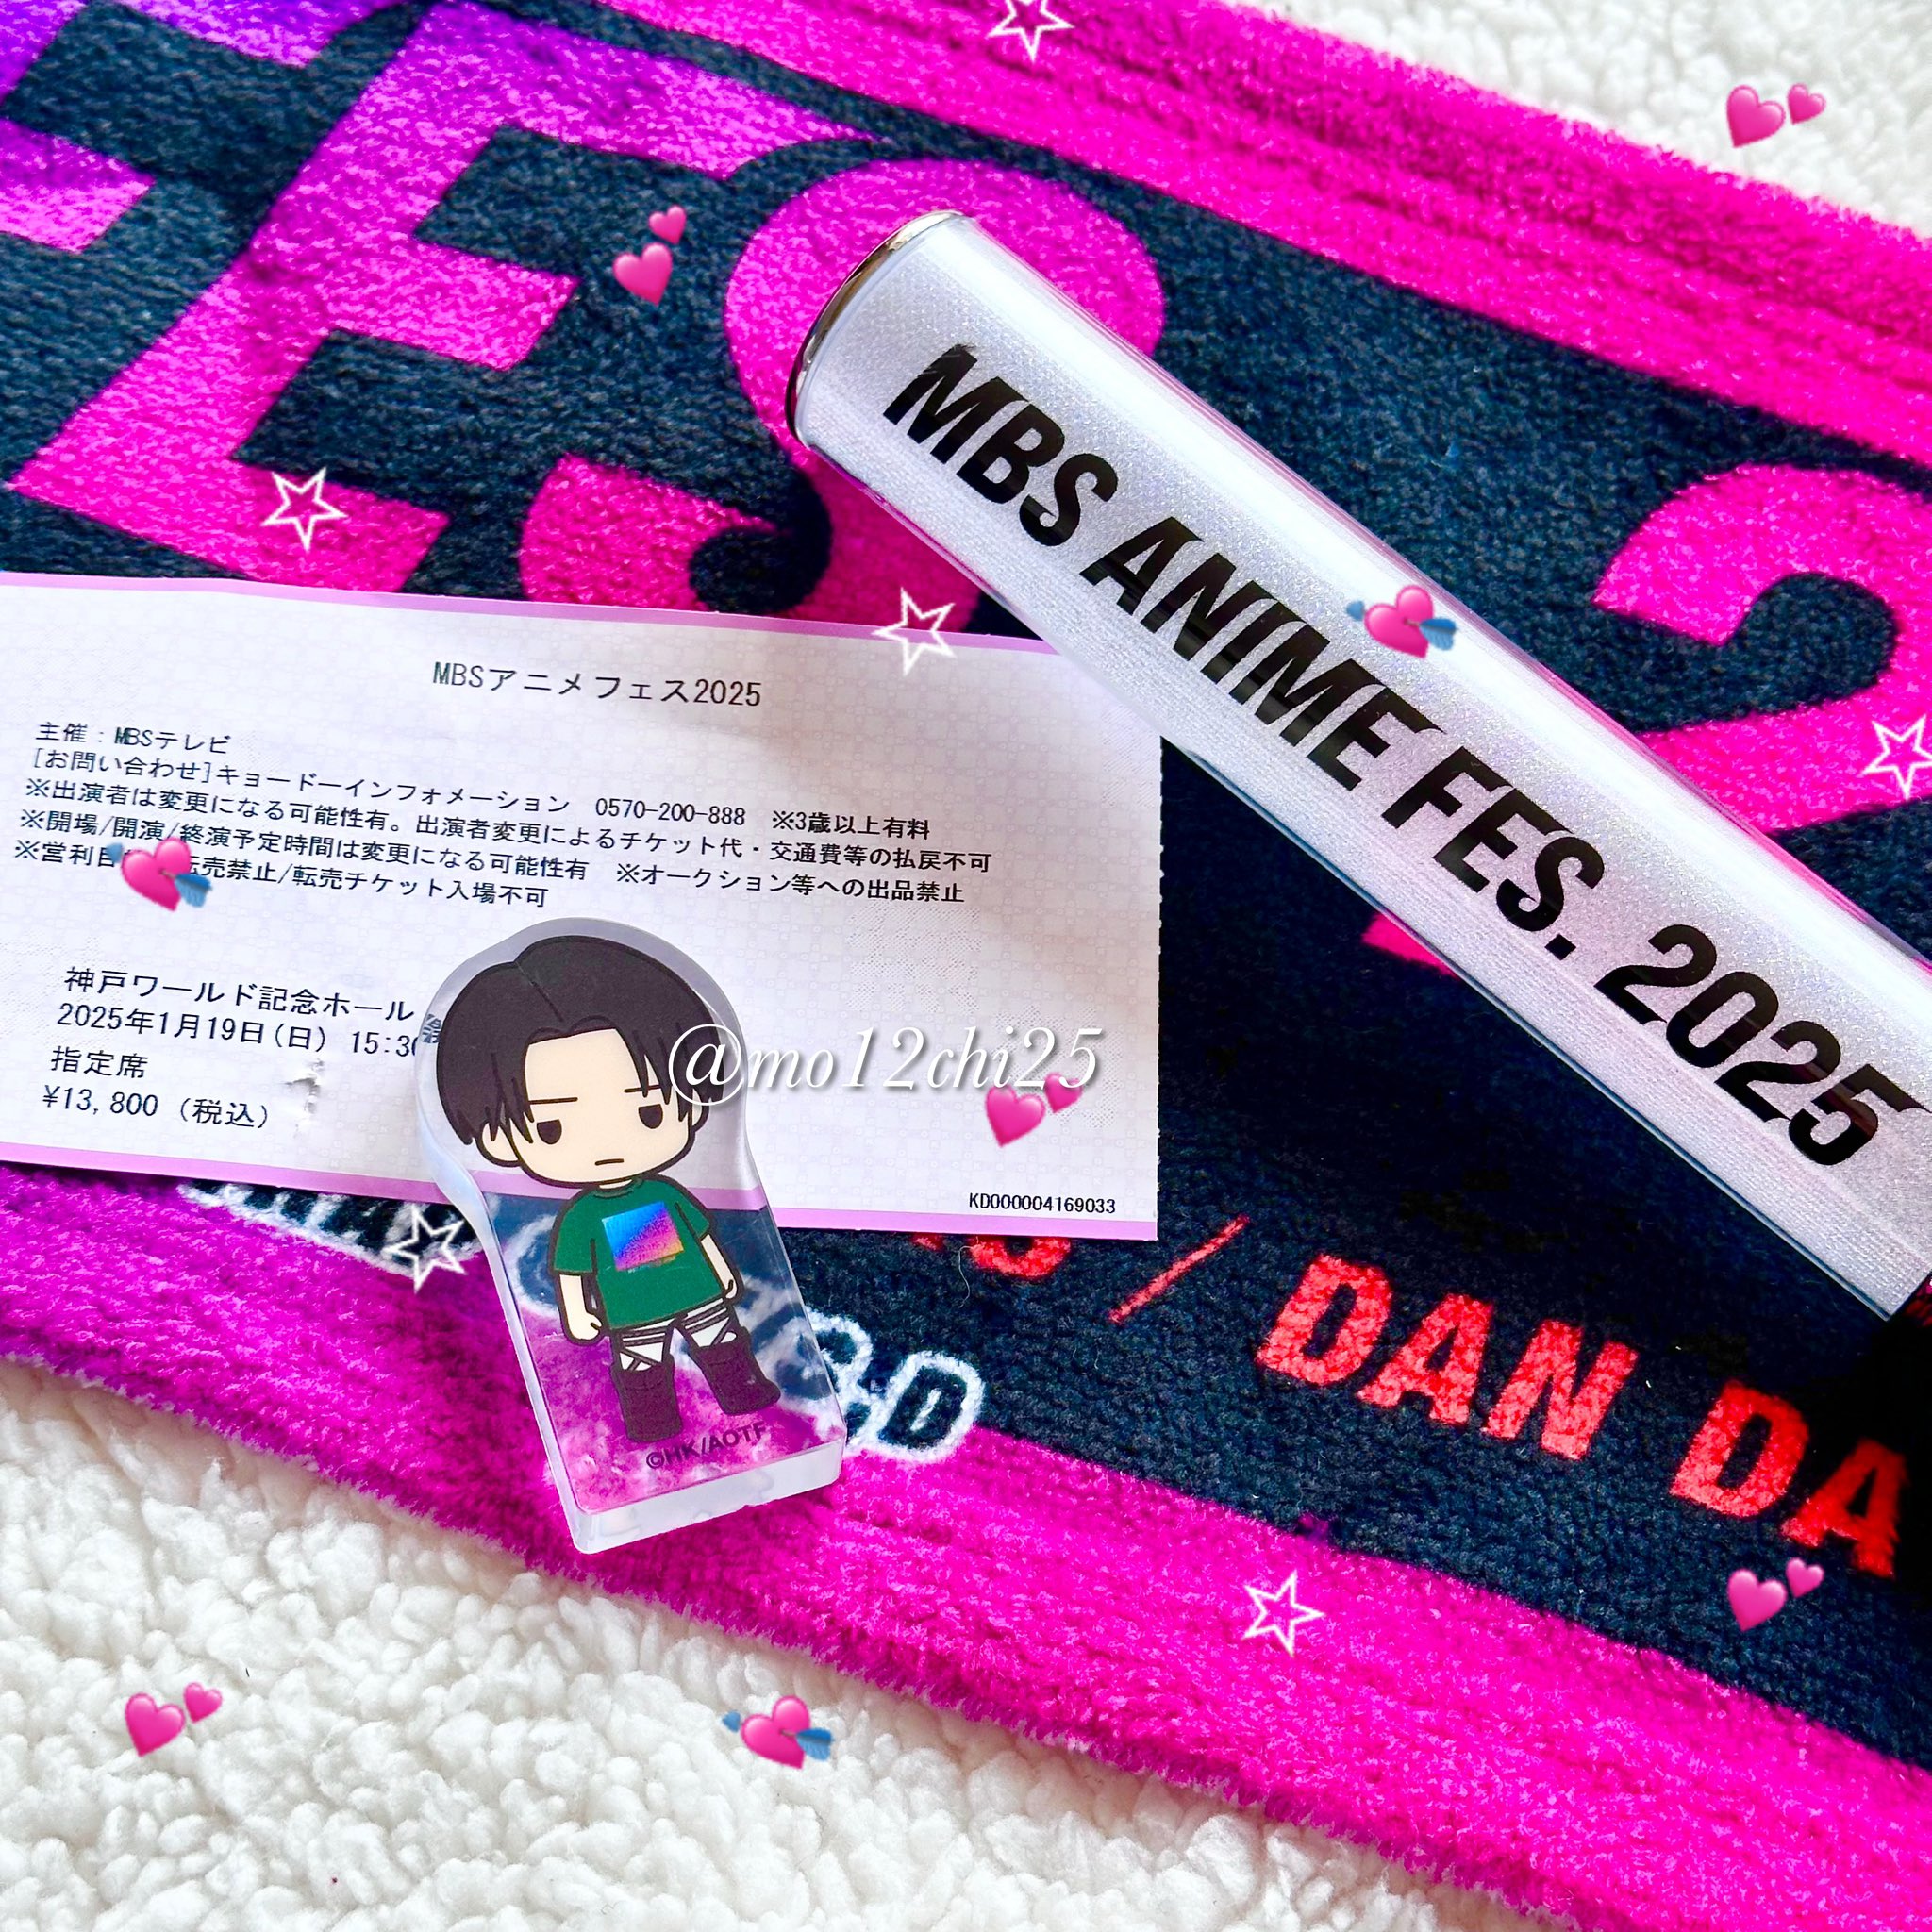 FES
2
MBS ANIME FES. 2025
MBSアニメフェス2025
主催：MBSテレビ
[お問い合わせ]キョードーインフォメーション 0570-200-888 ※3歳以上有料
※出演者は変更になる可能性有。出演者変更によるチケット代・交通費等の払戻不可
※開場/開演/終演予定時間は変更になる可能性有 ※オークション等への出品禁止
※営利目 転売禁止/転売チケット入場不可
神戸ワールド記念ホール
2025年1月19日(日) 15:30
指定席
¥13,800 (税込)
@mo12chi25
KD000004169033
©HK/AOTF
/ DAN DA